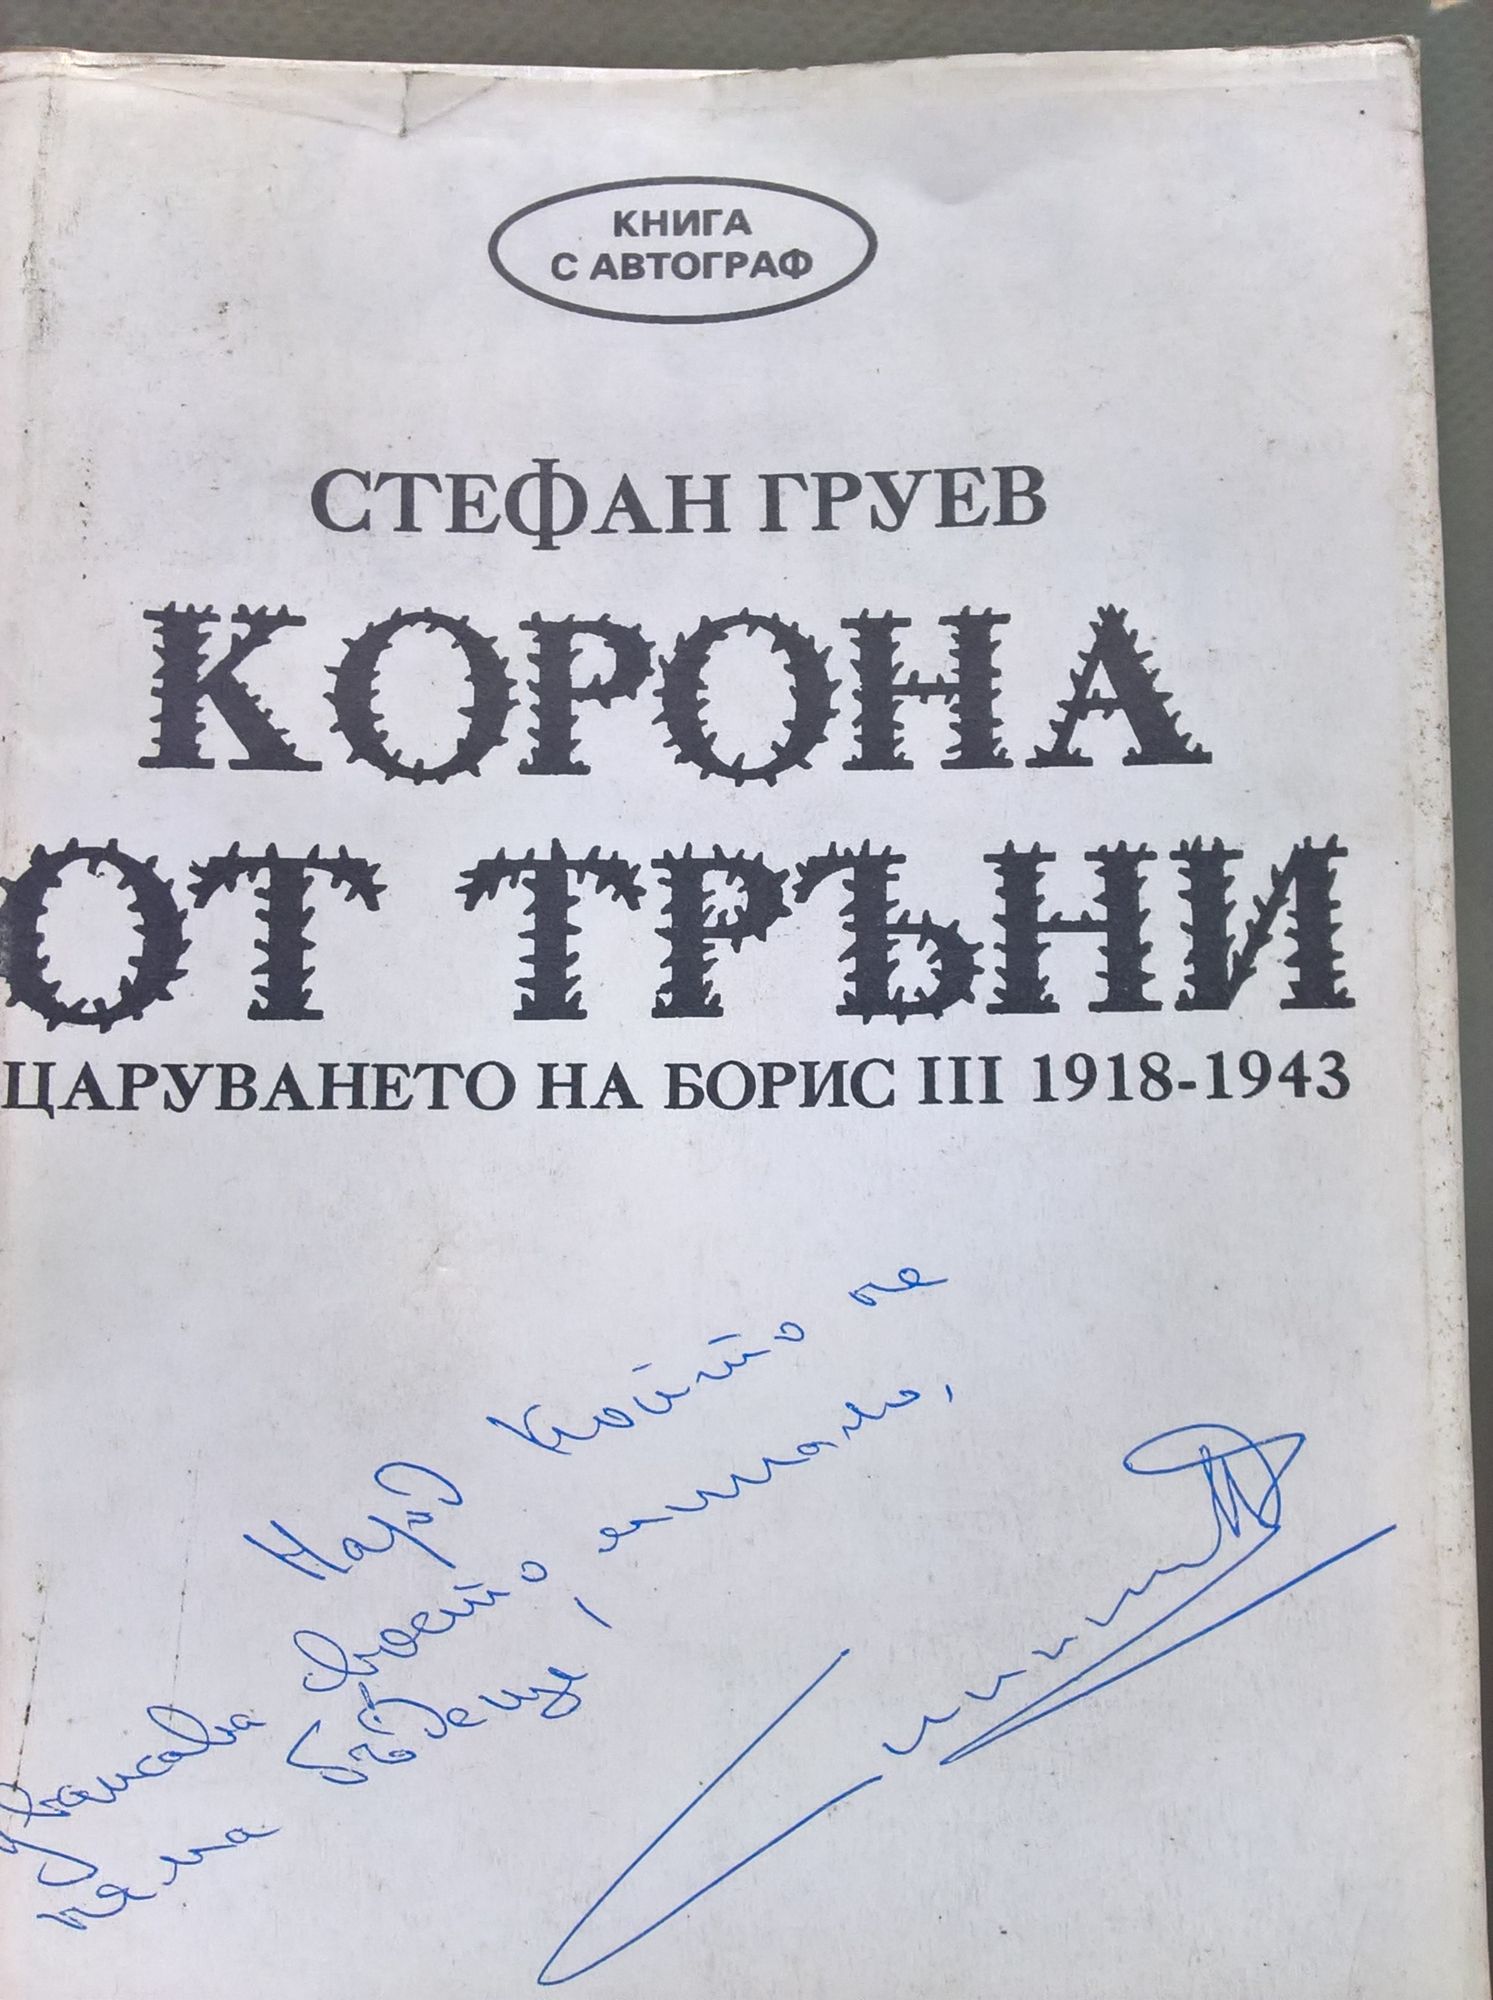 КНИГА
С АВТОГРАФ
СТЕФАН ГРУЕВ
КОРОНА
ОТ ТРЪНИ
ЦАРУВАНЕТО НА БОРИС III 1918-1943
Народ който не
уважава своето минало,
няма бъдеще!